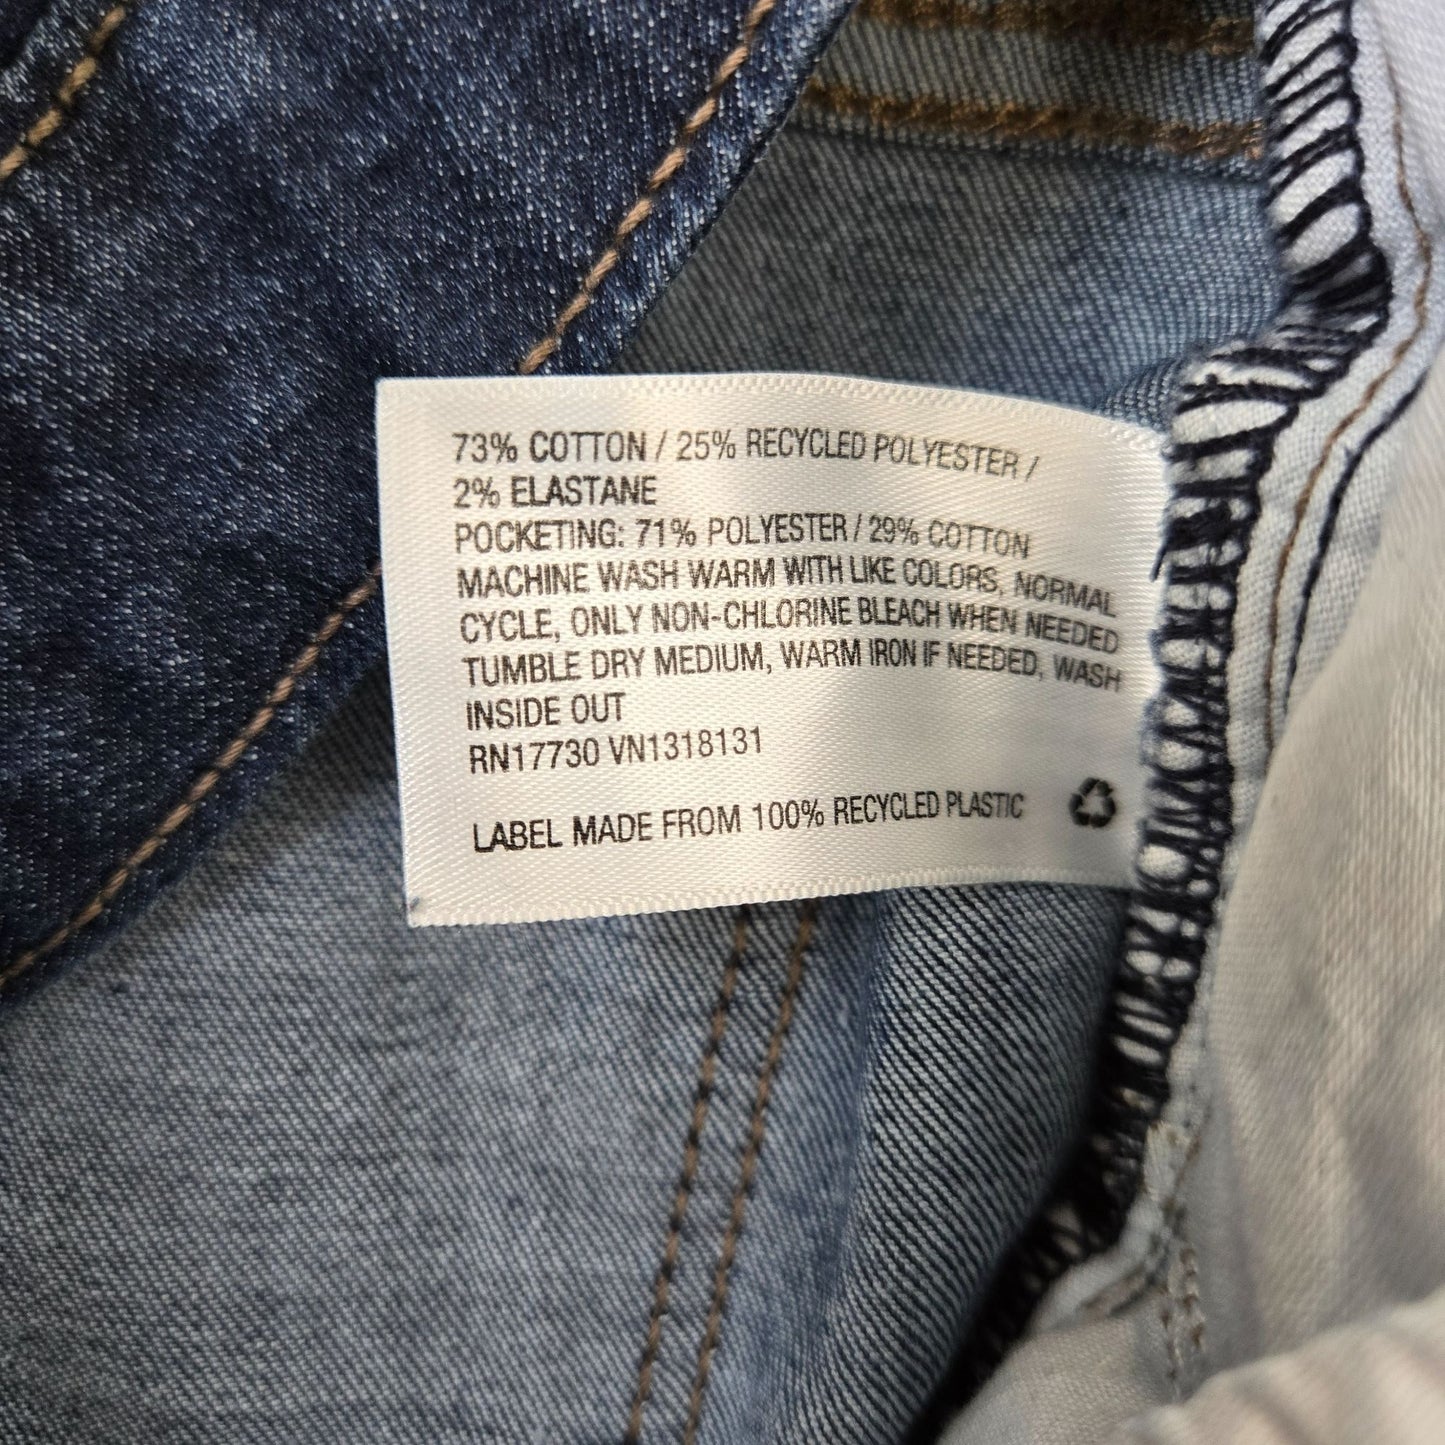 73% COTTON / 25% RECYCLED POLYESTER /
2% ELASTANE
POCKETING: 71% POLYESTER / 29% COTTON
MACHINE WASH WARM WITH LIKE COLORS, NORMAL
CYCLE, ONLY NON-CHLORINE BLEACH WHEN NEEDED
TUMBLE DRY MEDIUM, WARM IRON IF NEEDED, WASH
INSIDE OUT
RN17730 VN1318131
LABEL MADE FROM 100% RECYCLED PLASTIC